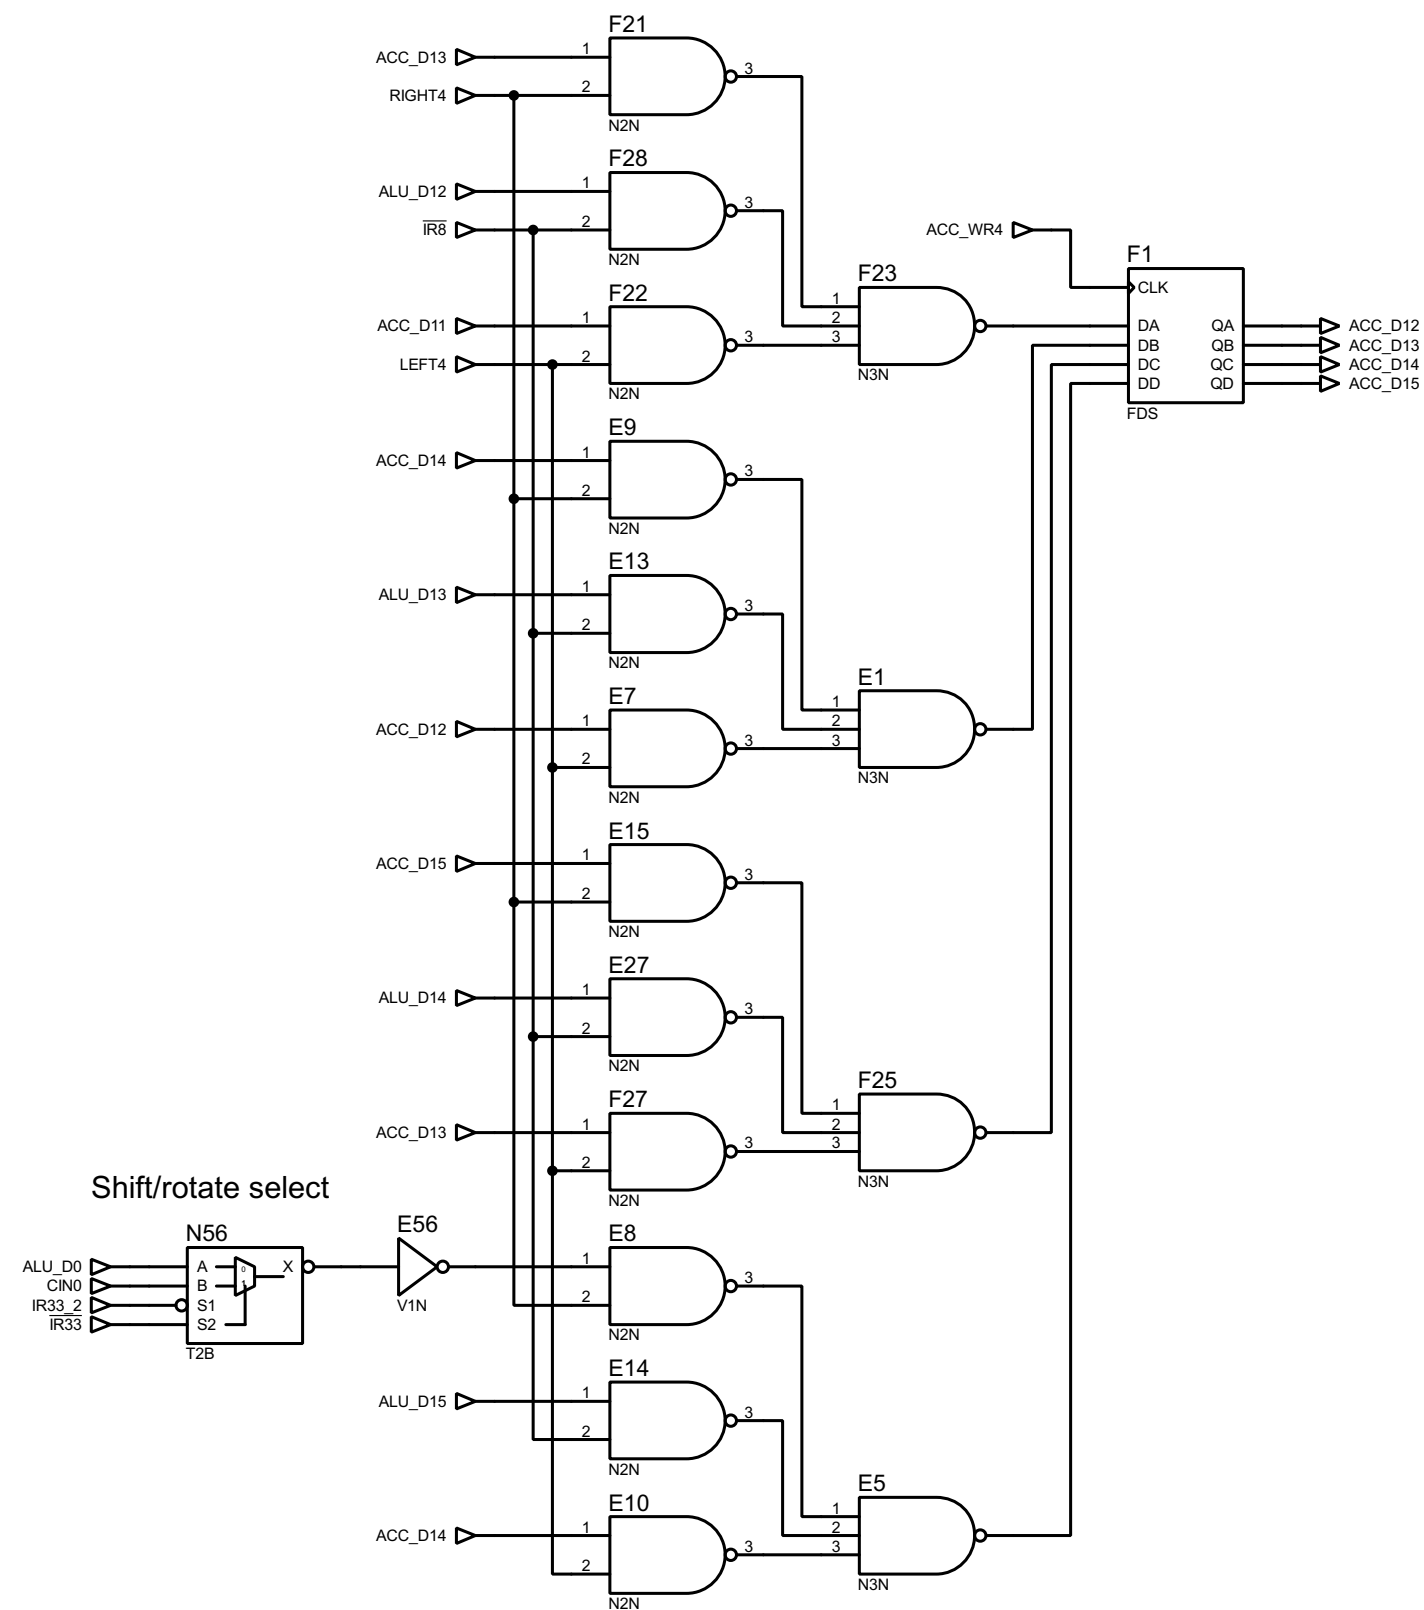 F21
ACC_D13 1 3
RIGHT4 2
N2N
F28
ALU_D12 1 3
IR8 2 ACC_WR4
N2N
F1
F23
CLK
F22
1
ACC_D11 1 2 DA QA ACC_D12
3 3 DB QB ACC_D13
LEFT4 2 DC QC ACC_D14
N3N DD QD ACC_D15
N2N
FDS
E9
ACC_D14 1 3
2
N2N
E13
ALU_D13 1 3
2
N2N
E1
E7
1
ACC_D12 1 2
3 3
2
N3N
N2N
E15
ACC_D15 1 3
2
N2N
E27
ALU_D14 1 3
2
N2N
F25
F27
1
ACC_D13 1 2
3 3
2
N3N
Shift/rotate select
N2N
N56 E56 E8
ALU_D0 A 0 X 1
CIN0 B 1 3
IR33_2 S1 V1N 2
IR33 S2
N2N
T2B
E14
ALU_D15 1 3
2
N2N
E5
E10
1
ACC_D14 1 2
3 3
2
N3N
N2N